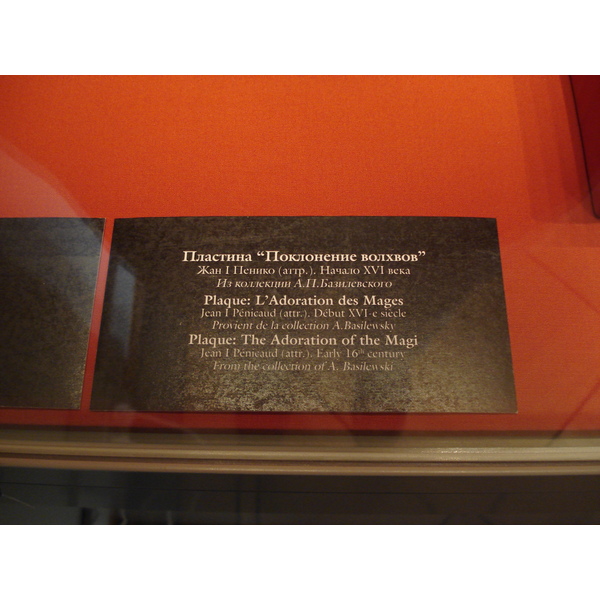 Пластина “Поклонение волхвов”
Жан I Пенико (аттр.). Начало XVI века
Из коллекции А.П.Базилевского
Plaque: L'Adoration des Mages
Jean I Pénicaud (attr.). Début XVI-e siècle
Provient de la collection A.Basilewsky
Plaque: The Adoration of the Magi
Jean I Pénicaud (attr.). Early 16th century
From the collection of A. Basilewski